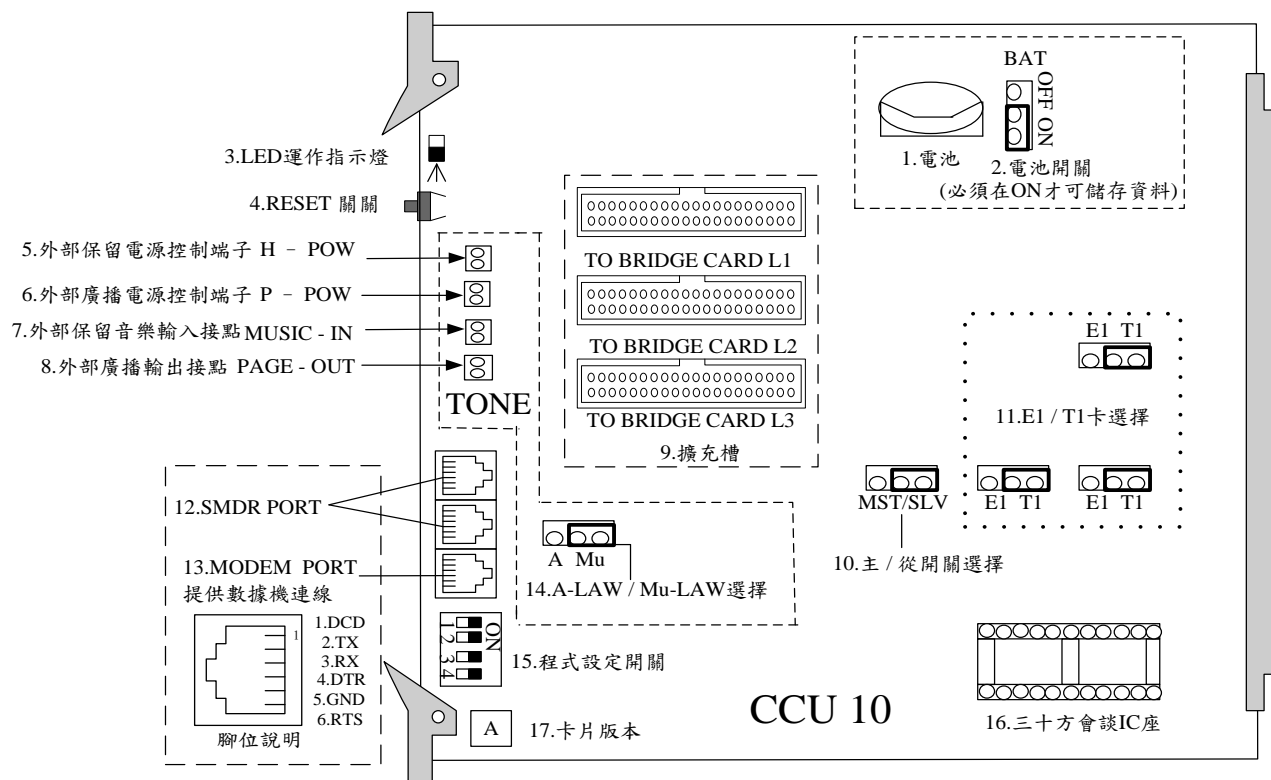 BAT
OFF ON
1.電池
2.電池開關
(必須在ON才可儲存資料)
3.LED運作指示燈
4.RESET 關關
5.外部保留電源控制端子 H - POW
6.外部廣播電源控制端子 P - POW
7.外部保留音樂輸入接點 MUSIC - IN
8.外部廣播輸出接點 PAGE - OUT
TONE
TO BRIDGE CARD L1
TO BRIDGE CARD L2
TO BRIDGE CARD L3
9.擴充槽
E1 T1
11.E1 / T1卡選擇
E1 T1
E1 T1
MST/SLV
10.主 / 從開關選擇
12.SMDR PORT
13.MODEM PORT
提供數據機連線
1
1.DCD
2.TX
3.RX
4.DTR
5.GND
6.RTS
腳位說明
A Mu
14.A-LAW / Mu-LAW選擇
1
2
3
4
ON
15.程式設定開關
A
17.卡片版本
CCU 10
16.三十方會談IC座